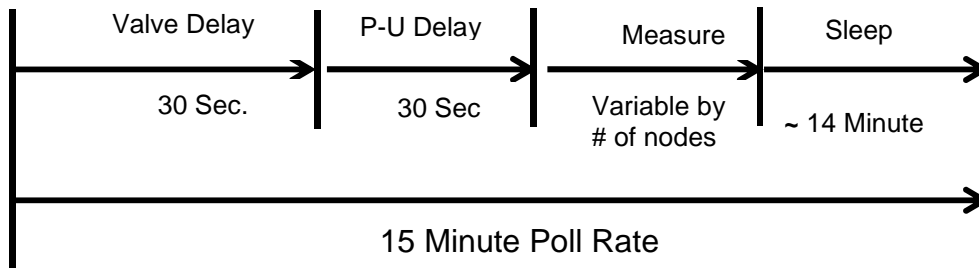 Valve Delay
P-U Delay
Measure
Sleep
30 Sec.
30 Sec
Variable by
# of nodes
~ 14 Minute
15 Minute Poll Rate